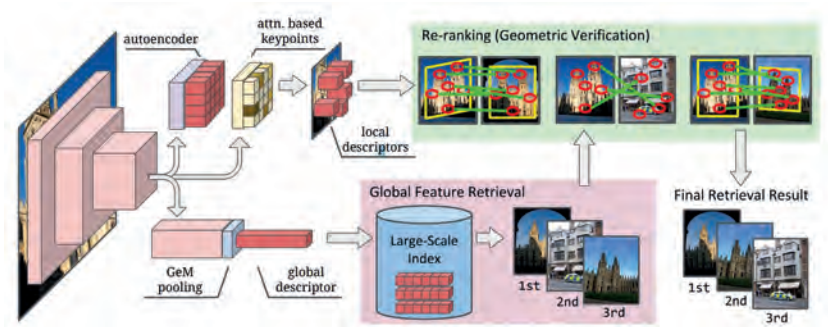 attn. based
keypoints
autoencoder
Re-ranking (Geometric Verification)
local
descriptors
Global Feature Retrieval
Large-Scale
Index
1st
2nd
3rd
GeM
pooling
global
descriptor
Final Retrieval Result
1st
2nd
3rd